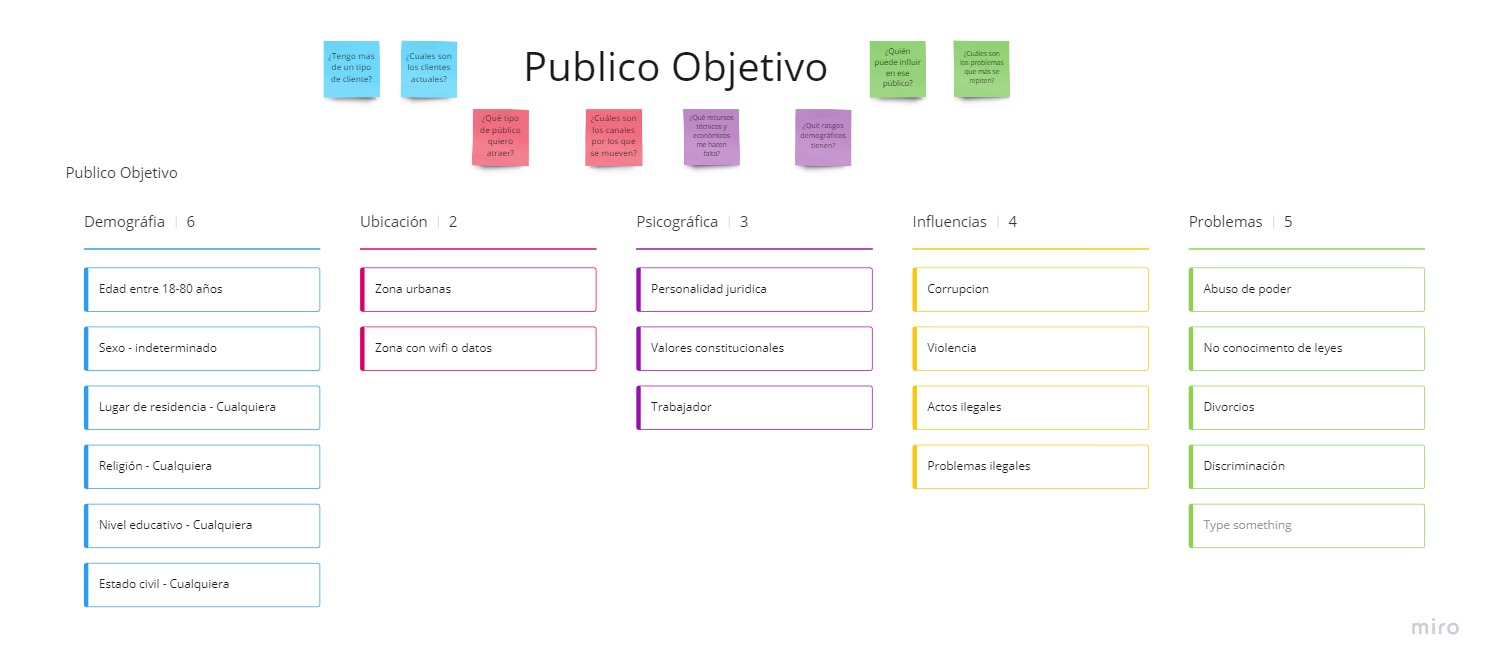 ¿Tengo mas
de un tipo
de cliente?
¿Cuales son
los clientes
actuales?
Publico Objetivo
¿Quién
puede influir
en ese
público?
¿Cuáles son
los problemas
que más se
repiten?
¿Qué tipo
de público
quiero
atraer?
¿Cuáles son
los canales
por los que
se mueven?
¿Qué recursos
técnicos y
económicos
me hacen
falta?
¿Qué rasgos
demográficos
tienen?
Publico Objetivo
Demográfia | 6
Edad entre 18-80 años
Sexo - indeterminado
Lugar de residencia - Cualquiera
Religión - Cualquiera
Nivel educativo - Cualquiera
Estado civil - Cualquiera
Ubicación | 2
Zona urbanas
Zona con wifi o datos
Psicográfica | 3
Personalidad juridica
Valores constitucionales
Trabajador
Influencias | 4
Corrupcion
Violencia
Actos ilegales
Problemas ilegales
Problemas | 5
Abuso de poder
No conocimento de leyes
Divorcios
Discriminación
Type something
miro